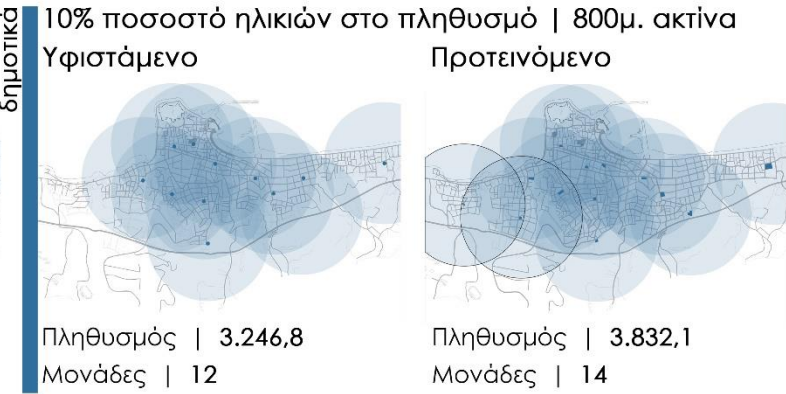 δημοτικά
10% ποσοστό ηλικιών στο πληθυσμό | 800μ. ακτίνα
Υφιστάμενο
Προτεινόμενο
Πληθυσμός | 3.246,8
Μονάδες | 12
Πληθυσμός | 3.832,1
Μονάδες | 14